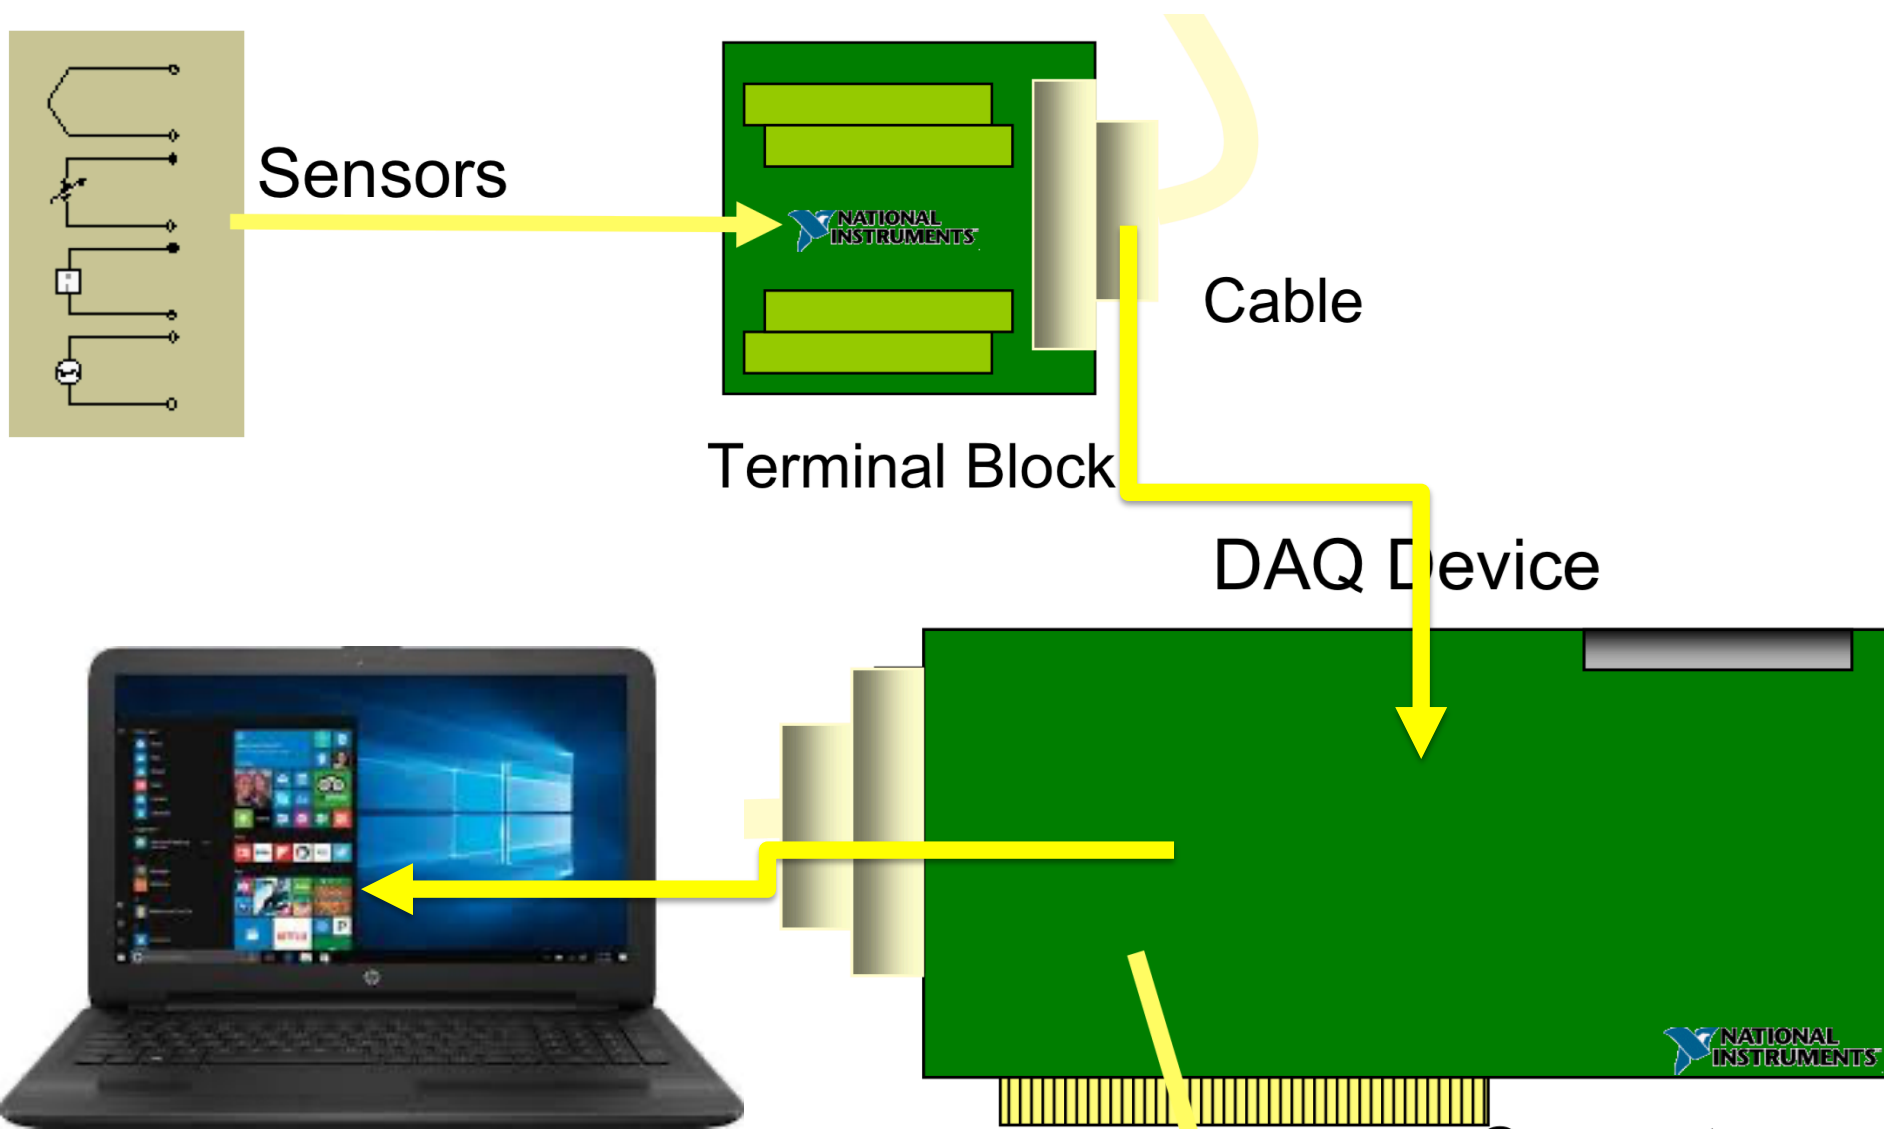 Sensors
NATIONAL
INSTRUMENTS
Cable
Terminal Block
DAQ Device
NATIONAL
INSTRUMENTS